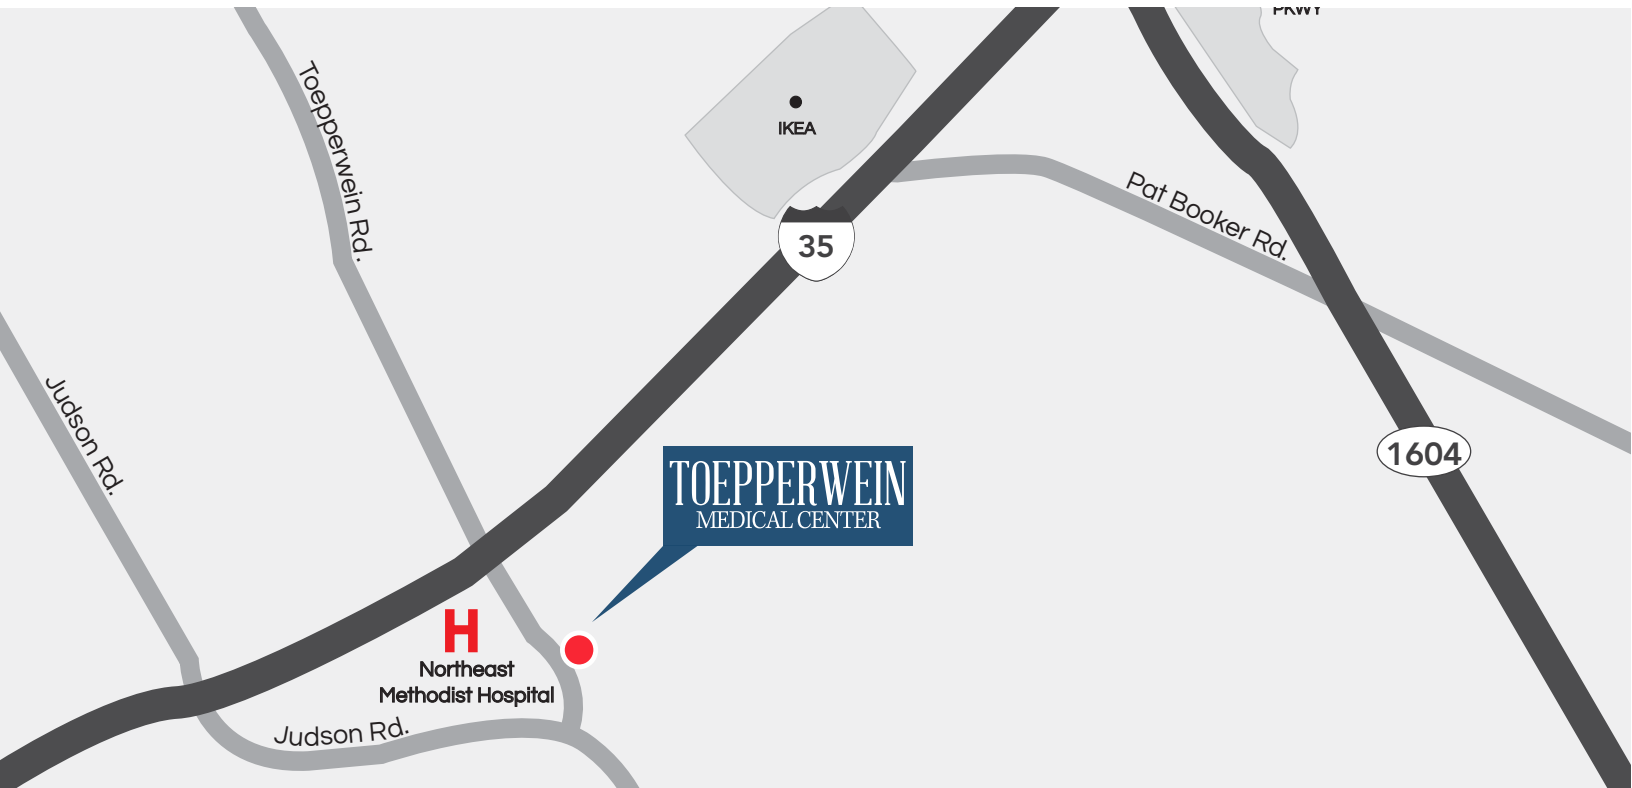 PKWY
Toepperwein Rd.
IKEA
Pat Booker Rd.
35
Judson Rd.
1604
TOEPPERWEIN
MEDICAL CENTER
H
Northeast
Methodist Hospital
Judson Rd.